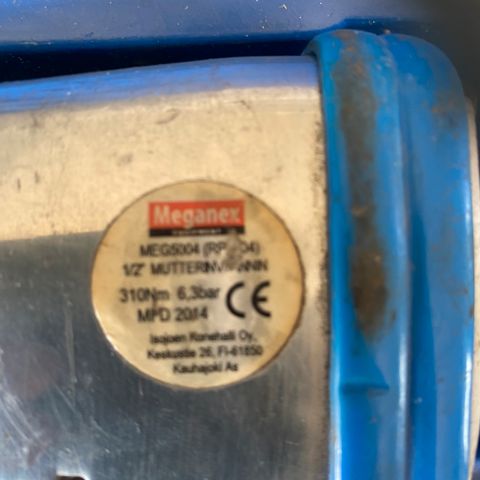 Meganex
EQUIPMENT
MEG5004
1/2"
310Nm 6,3bar CE
MFD 2014
Isojoen Konehalli Oy,
Keskustie 26, FI-61850
Kauhajoki As